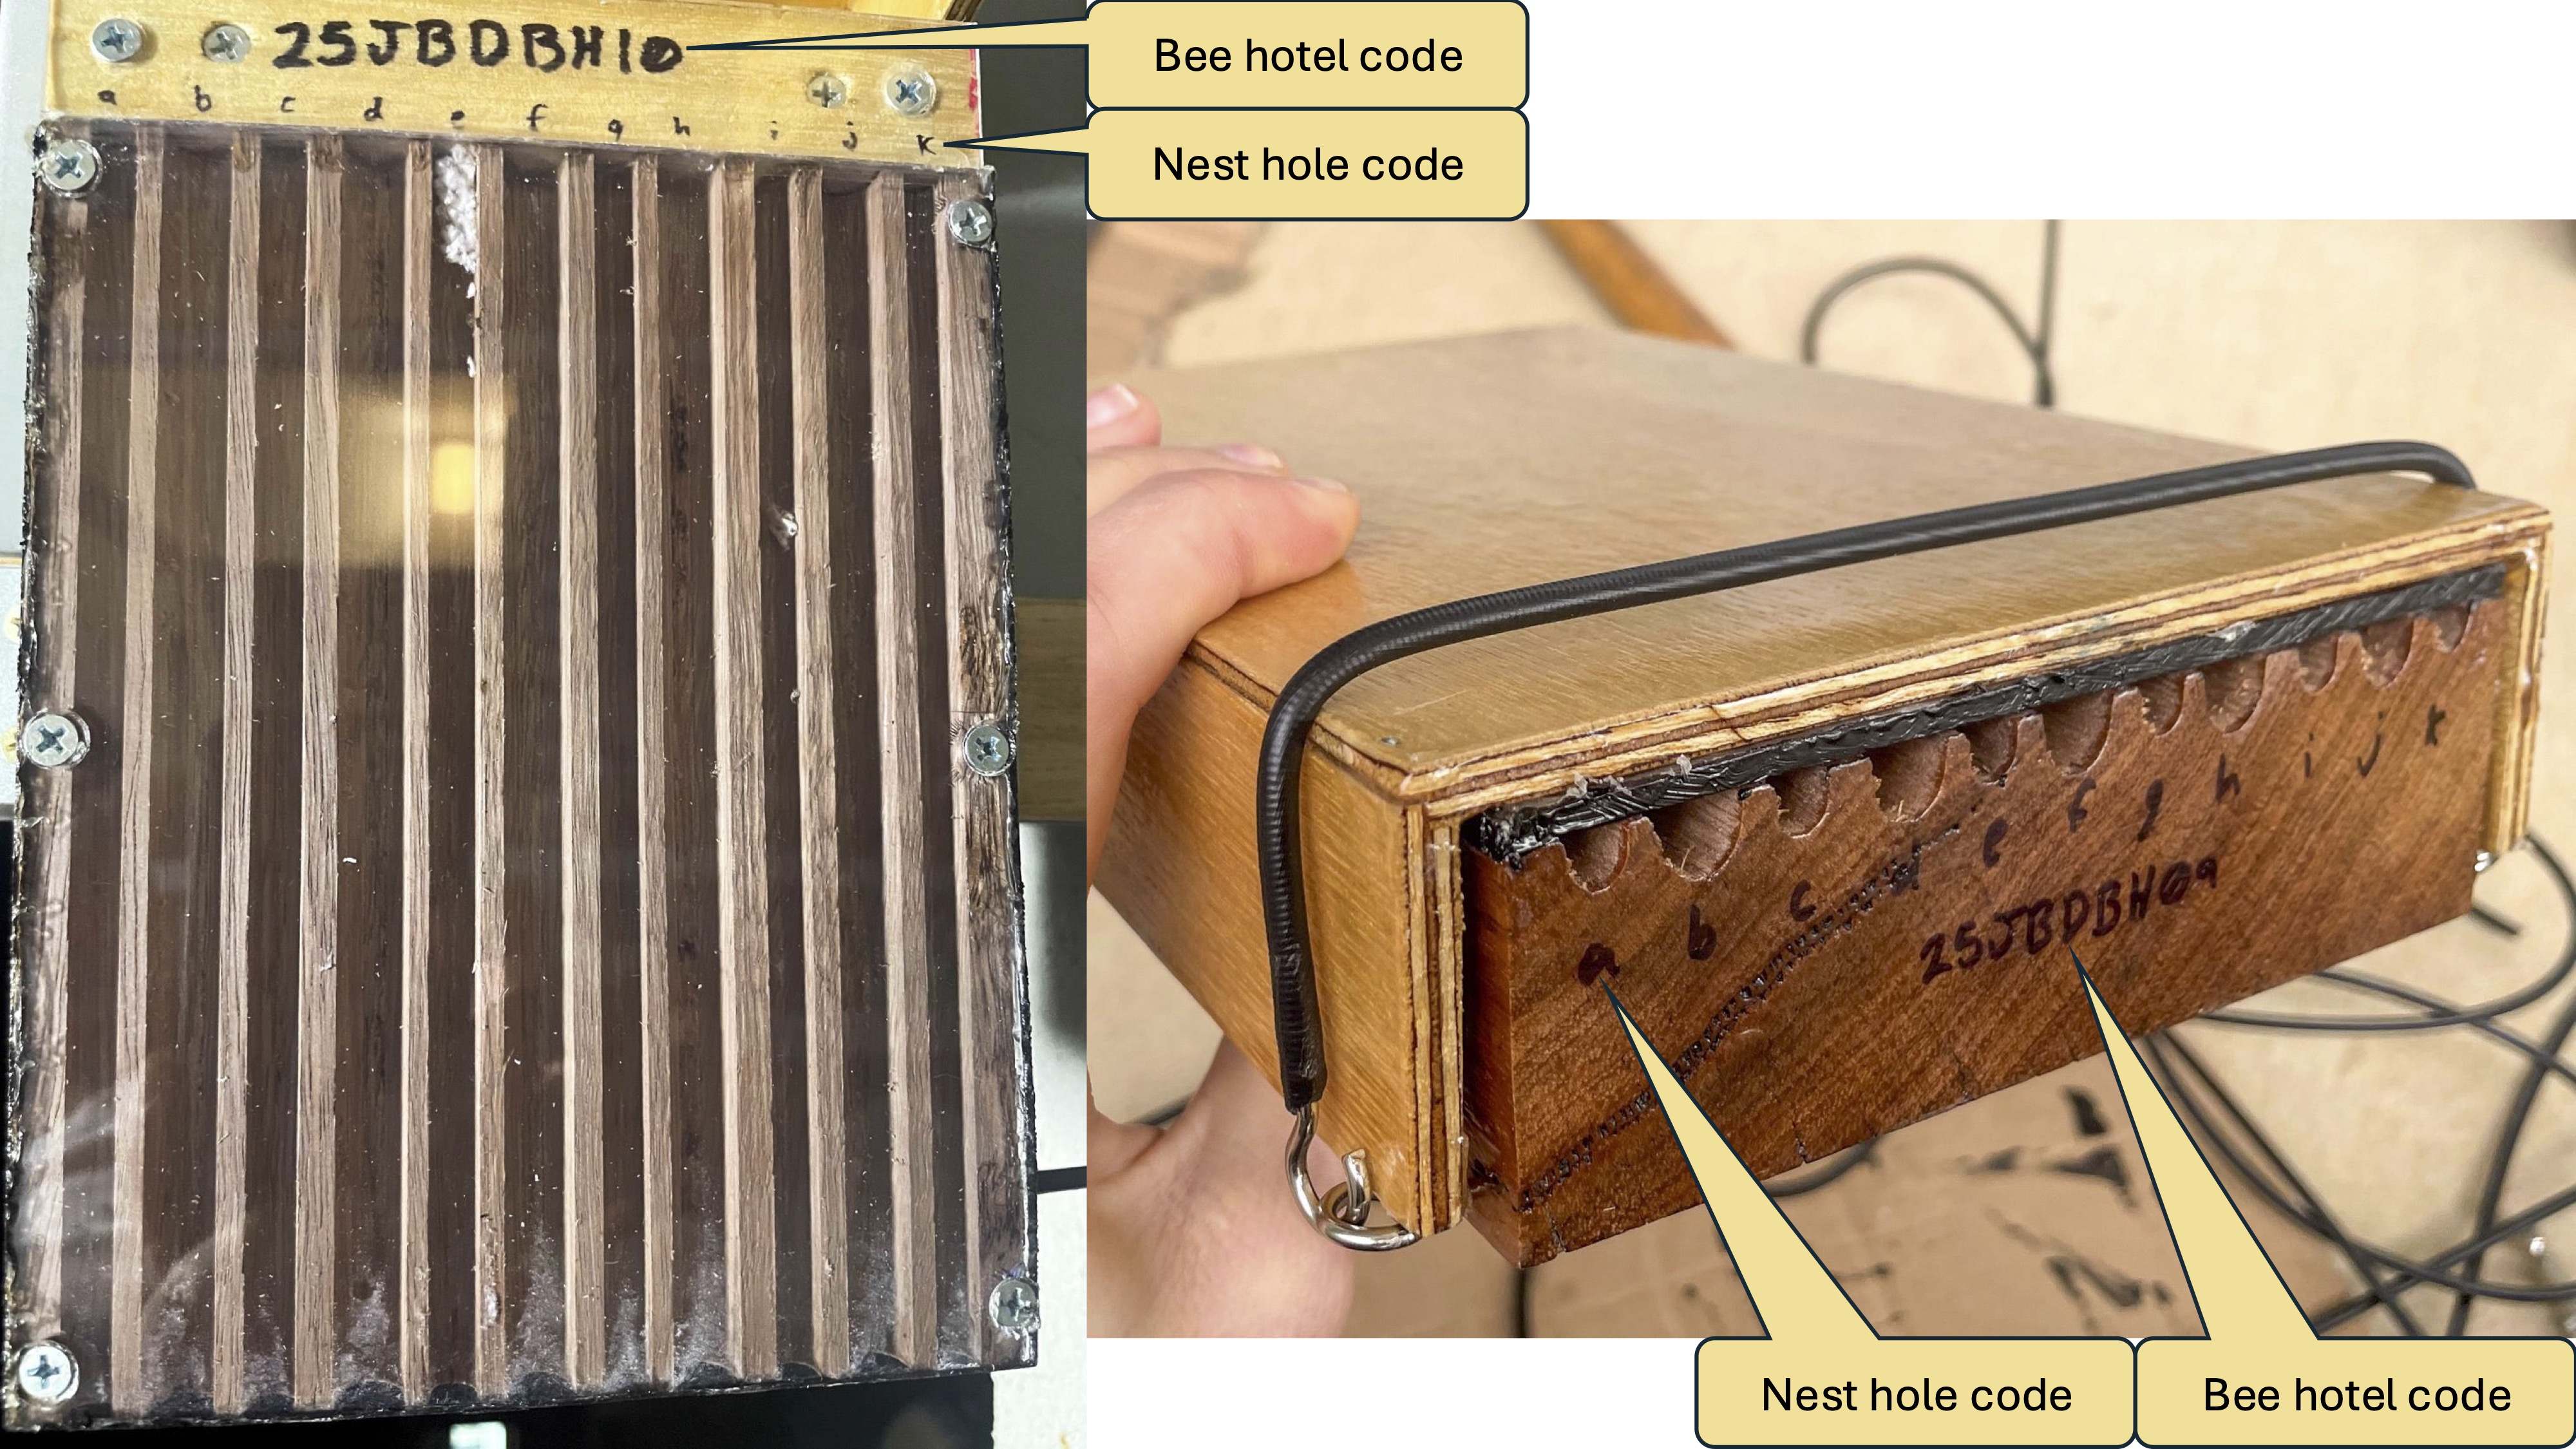 25JBDBH10
a b c d e f g h i j k
Bee hotel code
Nest hole code
a b c d e f g h i j k
25JBDBH09
Nest hole code
Bee hotel code